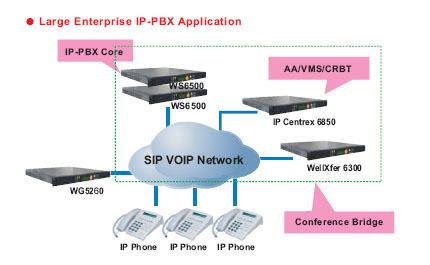 Large Enterprise IP-PBX Application
IP-PBX Core
WS6500
WS6500
AA/VMS/CRBT
IP Centrex 6850
SIP VOIP Network
WellXfer 6300
WG5260
Conference Bridge
IP Phone
IP Phone
IP Phone